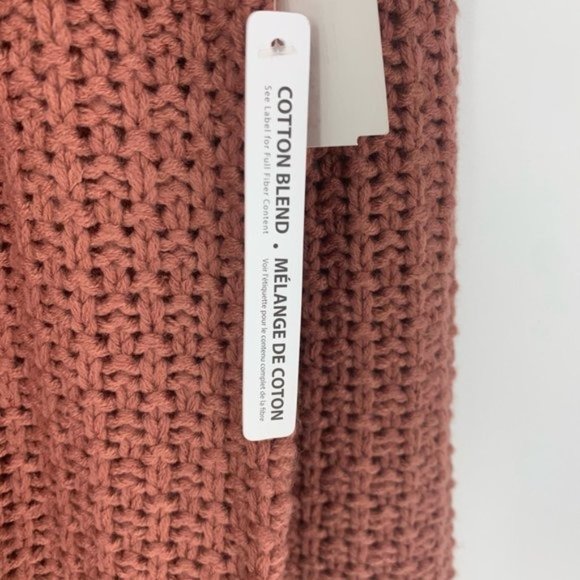 COTTON BLEND • MÉLANGE DE COTON
See Label for Full Fiber Content
Voir l'étiquette pour le contenu complet de la fibre